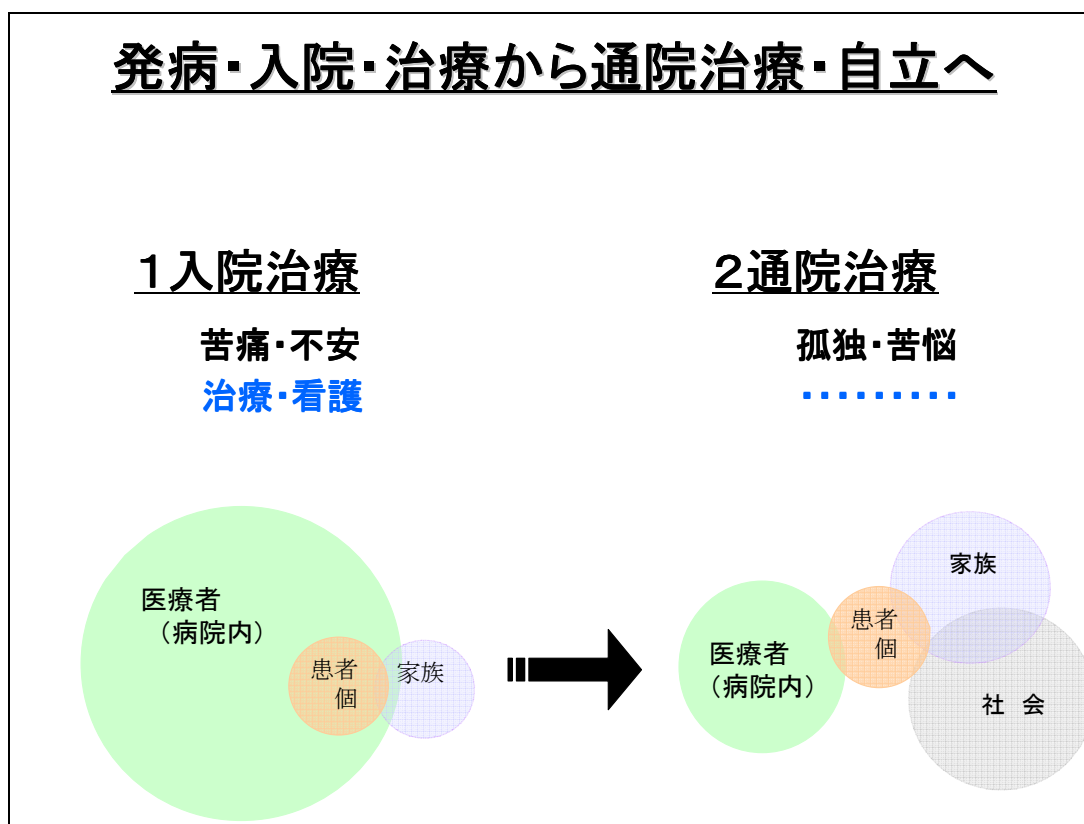 発病・入院・治療から通院治療・自立へ
１入院治療
苦痛・不安
治療・看護
医療者
（病院内）
患者
個
家族
２通院治療
孤独・苦悩
・・・・・・・・・
家族
患者
個
医療者
（病院内）
社　会